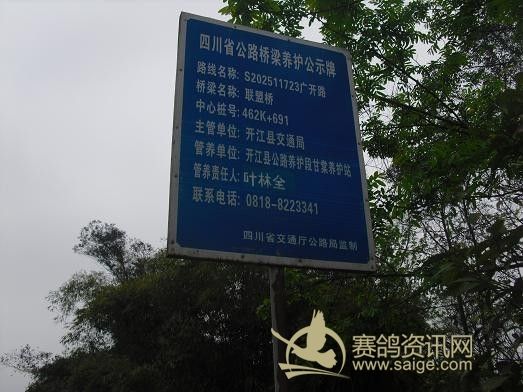 四川省公路桥梁养护公示牌
路线名称: S202511723广开路
桥梁名称: 联盟桥
中心桩号: 462K+691
主管单位: 开江县交通局
管养单位: 开江县公路养护段甘棠养护站
管养责任人: 叶林全
联系电话: 0818-8223341
四川省交通厅公路局监制
赛鸽资讯网
www.saige.com